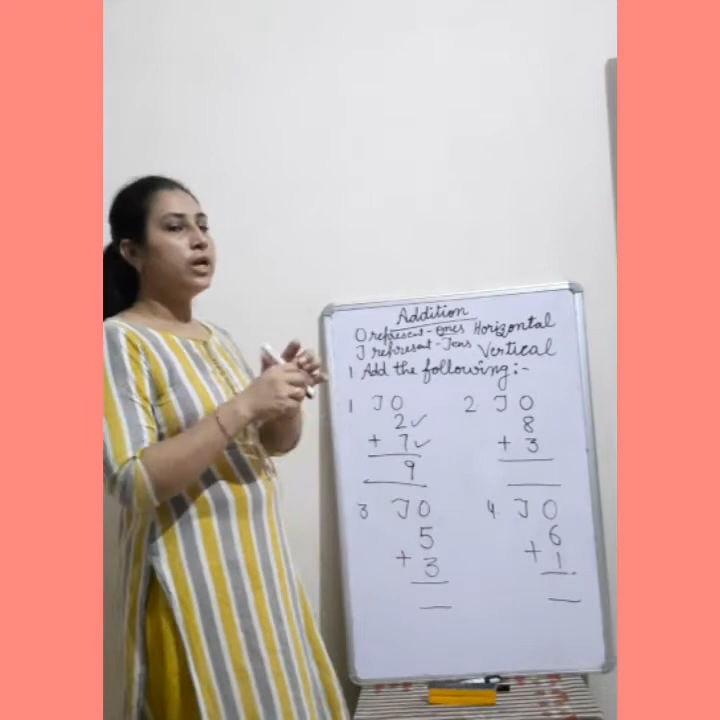 Addition
O represent - Ones Horizontal
T represent - Tens Vertical
1 Add the following :-
1 T O 2 T O
2 ✓ 8
+ 7 ✓ + 3
9
3 T O 4. T O
5 6
+ 3 + 1